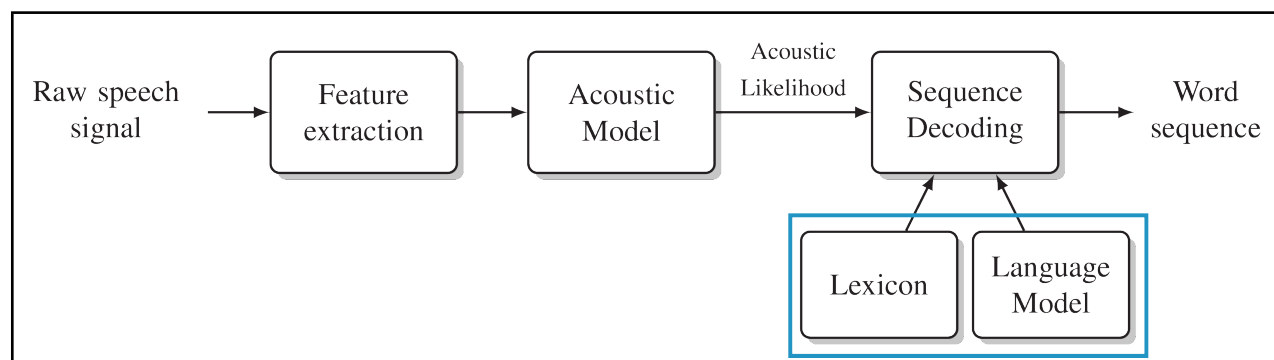 Raw speech
signal
Feature
extraction
Acoustic
Model
Acoustic
Likelihood
Sequence
Decoding
Word
sequence
Lexicon
Language
Model